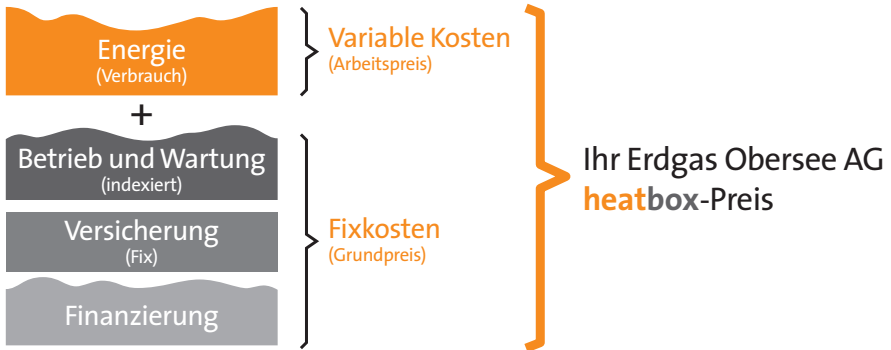 Energie
(Verbrauch)
Variable Kosten
(Arbeitspreis)
+
Betrieb und Wartung
(indexiert)
Versicherung
(Fix)
Finanzierung
Fixkosten
(Grundpreis)
Ihr Erdgas Obersee AG
heatbox-Preis